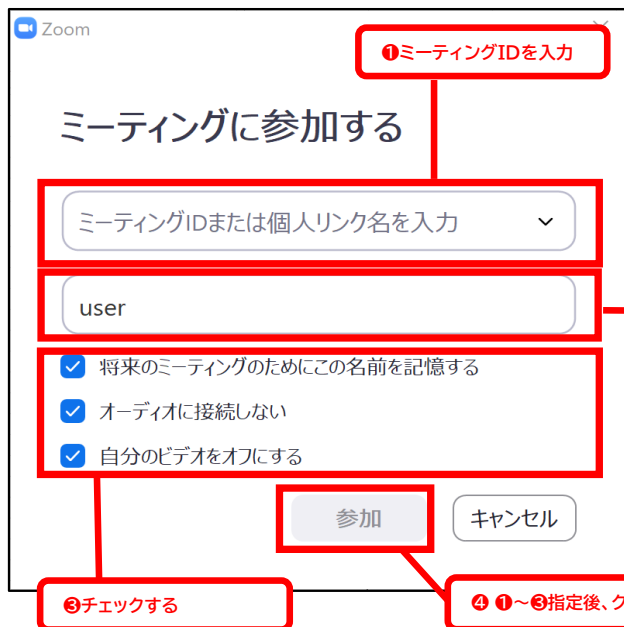 Zoom
❶ミーティングIDを入力
ミーティングに参加する
ミーティングIDまたは個人リンク名を入力
user
将来のミーティングのためにこの名前を記憶する
オーディオに接続しない
自分のビデオをオフにする
参加
キャンセル
❸チェックする
❹ ❶～❸指定後、ク